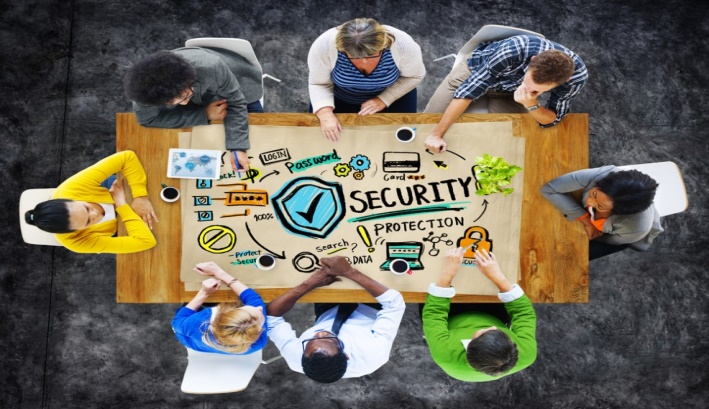 LOGIN
Password
Card
SECURITY
100%
PROTECTION
Protect
search
DATA